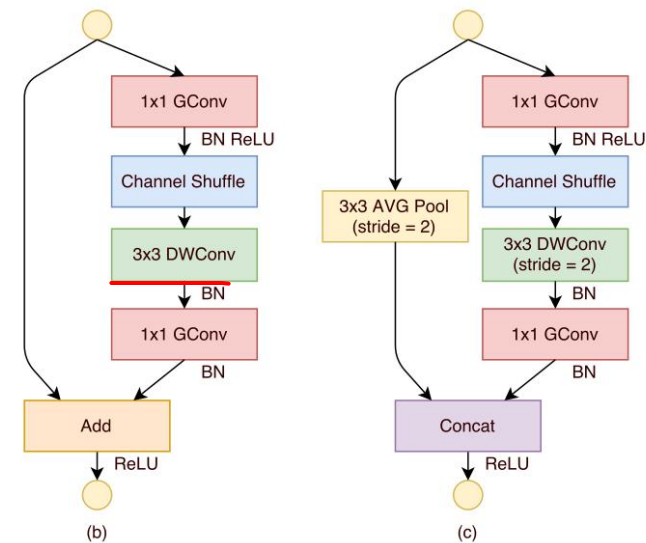 1x1 GConv
BN ReLU
Channel Shuffle
3x3 DWConv
BN
1x1 GConv
BN
Add
ReLU
(b)
1x1 GConv
BN ReLU
Channel Shuffle
3x3 AVG Pool
(stride = 2)
3x3 DWConv
(stride = 2)
BN
1x1 GConv
BN
Concat
ReLU
(c)